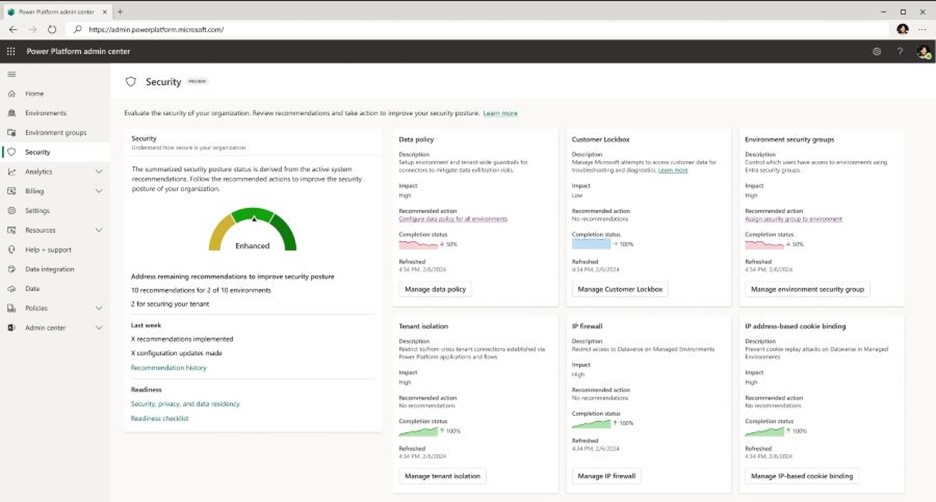 Power Platform admin center
https://admin.powerplatform.microsoft.com/
Power Platform admin center
Home
Environments
Environment groups
Security
Analytics
Billing
Settings
Resources
Help + support
Data integration
Data
Policies
Admin center
Security PREVIEW
Evaluate the security of your organization. Review recommendations and take action to improve your security posture. Learn more
Security
Understand how secure is your organization
The summarized security posture status is derived from the active system
recommendations. Follow the recommended actions to improve the security
posture of your organization.
Enhanced
Address remaining recommendations to improve security posture
10 recommendations for 2 of 10 environments
2 for securing your tenant
Last week
X recommendations implemented
X configuration updates made
Recommendation history
Readiness
Security, privacy, and data residency
Readiness checklist
Data policy
Description
Setup environment and tenant wide guardrails for
connectors to mitigate data exfiltration risks.
Impact
High
Recommended action
Configure data policy for all environments
Completion status
↓ 50%
Refreshed
4:34 PM, 2/6/2024
Manage data policy
Customer Lockbox
Description
Manage Microsoft attempts to access customer data for
troubleshooting and diagnostics. Learn more
Impact
Low
Recommended action
No recommendations
Completion status
→ 100%
Refreshed
4:34 PM, 2/6/2024
Manage Customer Lockbox
Environment security groups
Description
Control which users have access to environments using
Entra security groups.
Impact
High
Recommended action
Assign security group to environment
Completion status
↓ 50%
Refreshed
4:34 PM, 2/6/2024
Manage environment security group
Tenant isolation
Description
Restrict to/from cross tenant connections established via
Power Platform applications and flows.
Impact
High
Recommended action
No recommendations
Completion status
↑ 100%
Refreshed
4:34 PM, 2/6/2024
Manage tenant isolation
IP firewall
Description
Restrict access to Dataverse on Managed Environments
Impact
High
Recommended action
No recommendations
Completion status
↑ 100%
Refreshed
4:34 PM, 2/6/2024
Manage IP firewall
IP address-based cookie binding
Description
Prevent cookie replay attacks on Dataverse in Managed
Environments
Impact
High
Recommended action
No recommendations
Completion status
↑ 100%
Refreshed
4:34 PM, 2/6/2024
Manage IP-based cookie binding